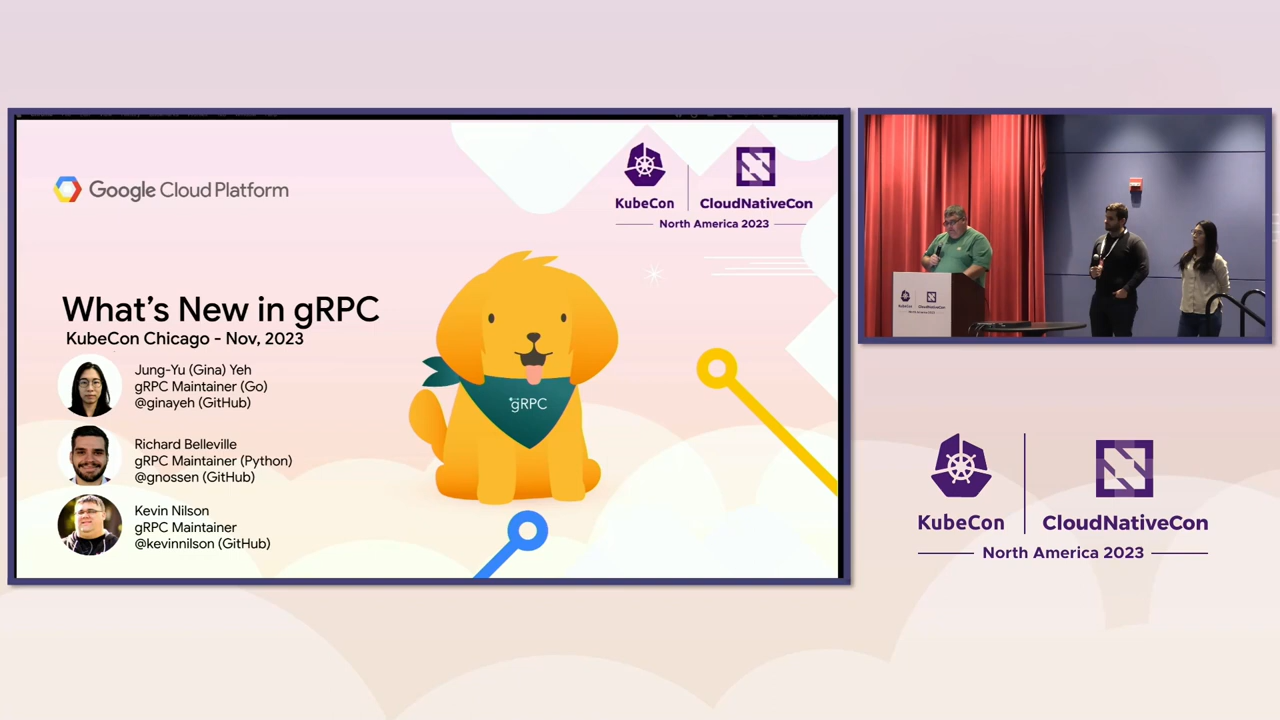 Google Cloud Platform
KubeCon
CloudNativeCon
North America 2023
What's New in gRPC
KubeCon Chicago - Nov, 2023
Jung-Yu (Gina) Yeh
gRPC Maintainer (Go)
@ginayeh (GitHub)
Richard Belleville
gRPC Maintainer (Python)
@gnossen (GitHub)
Kevin Nilson
gRPC Maintainer
@kevinnilson (GitHub)
gRPC
KubeCon
CloudNativeCon
North America 2023